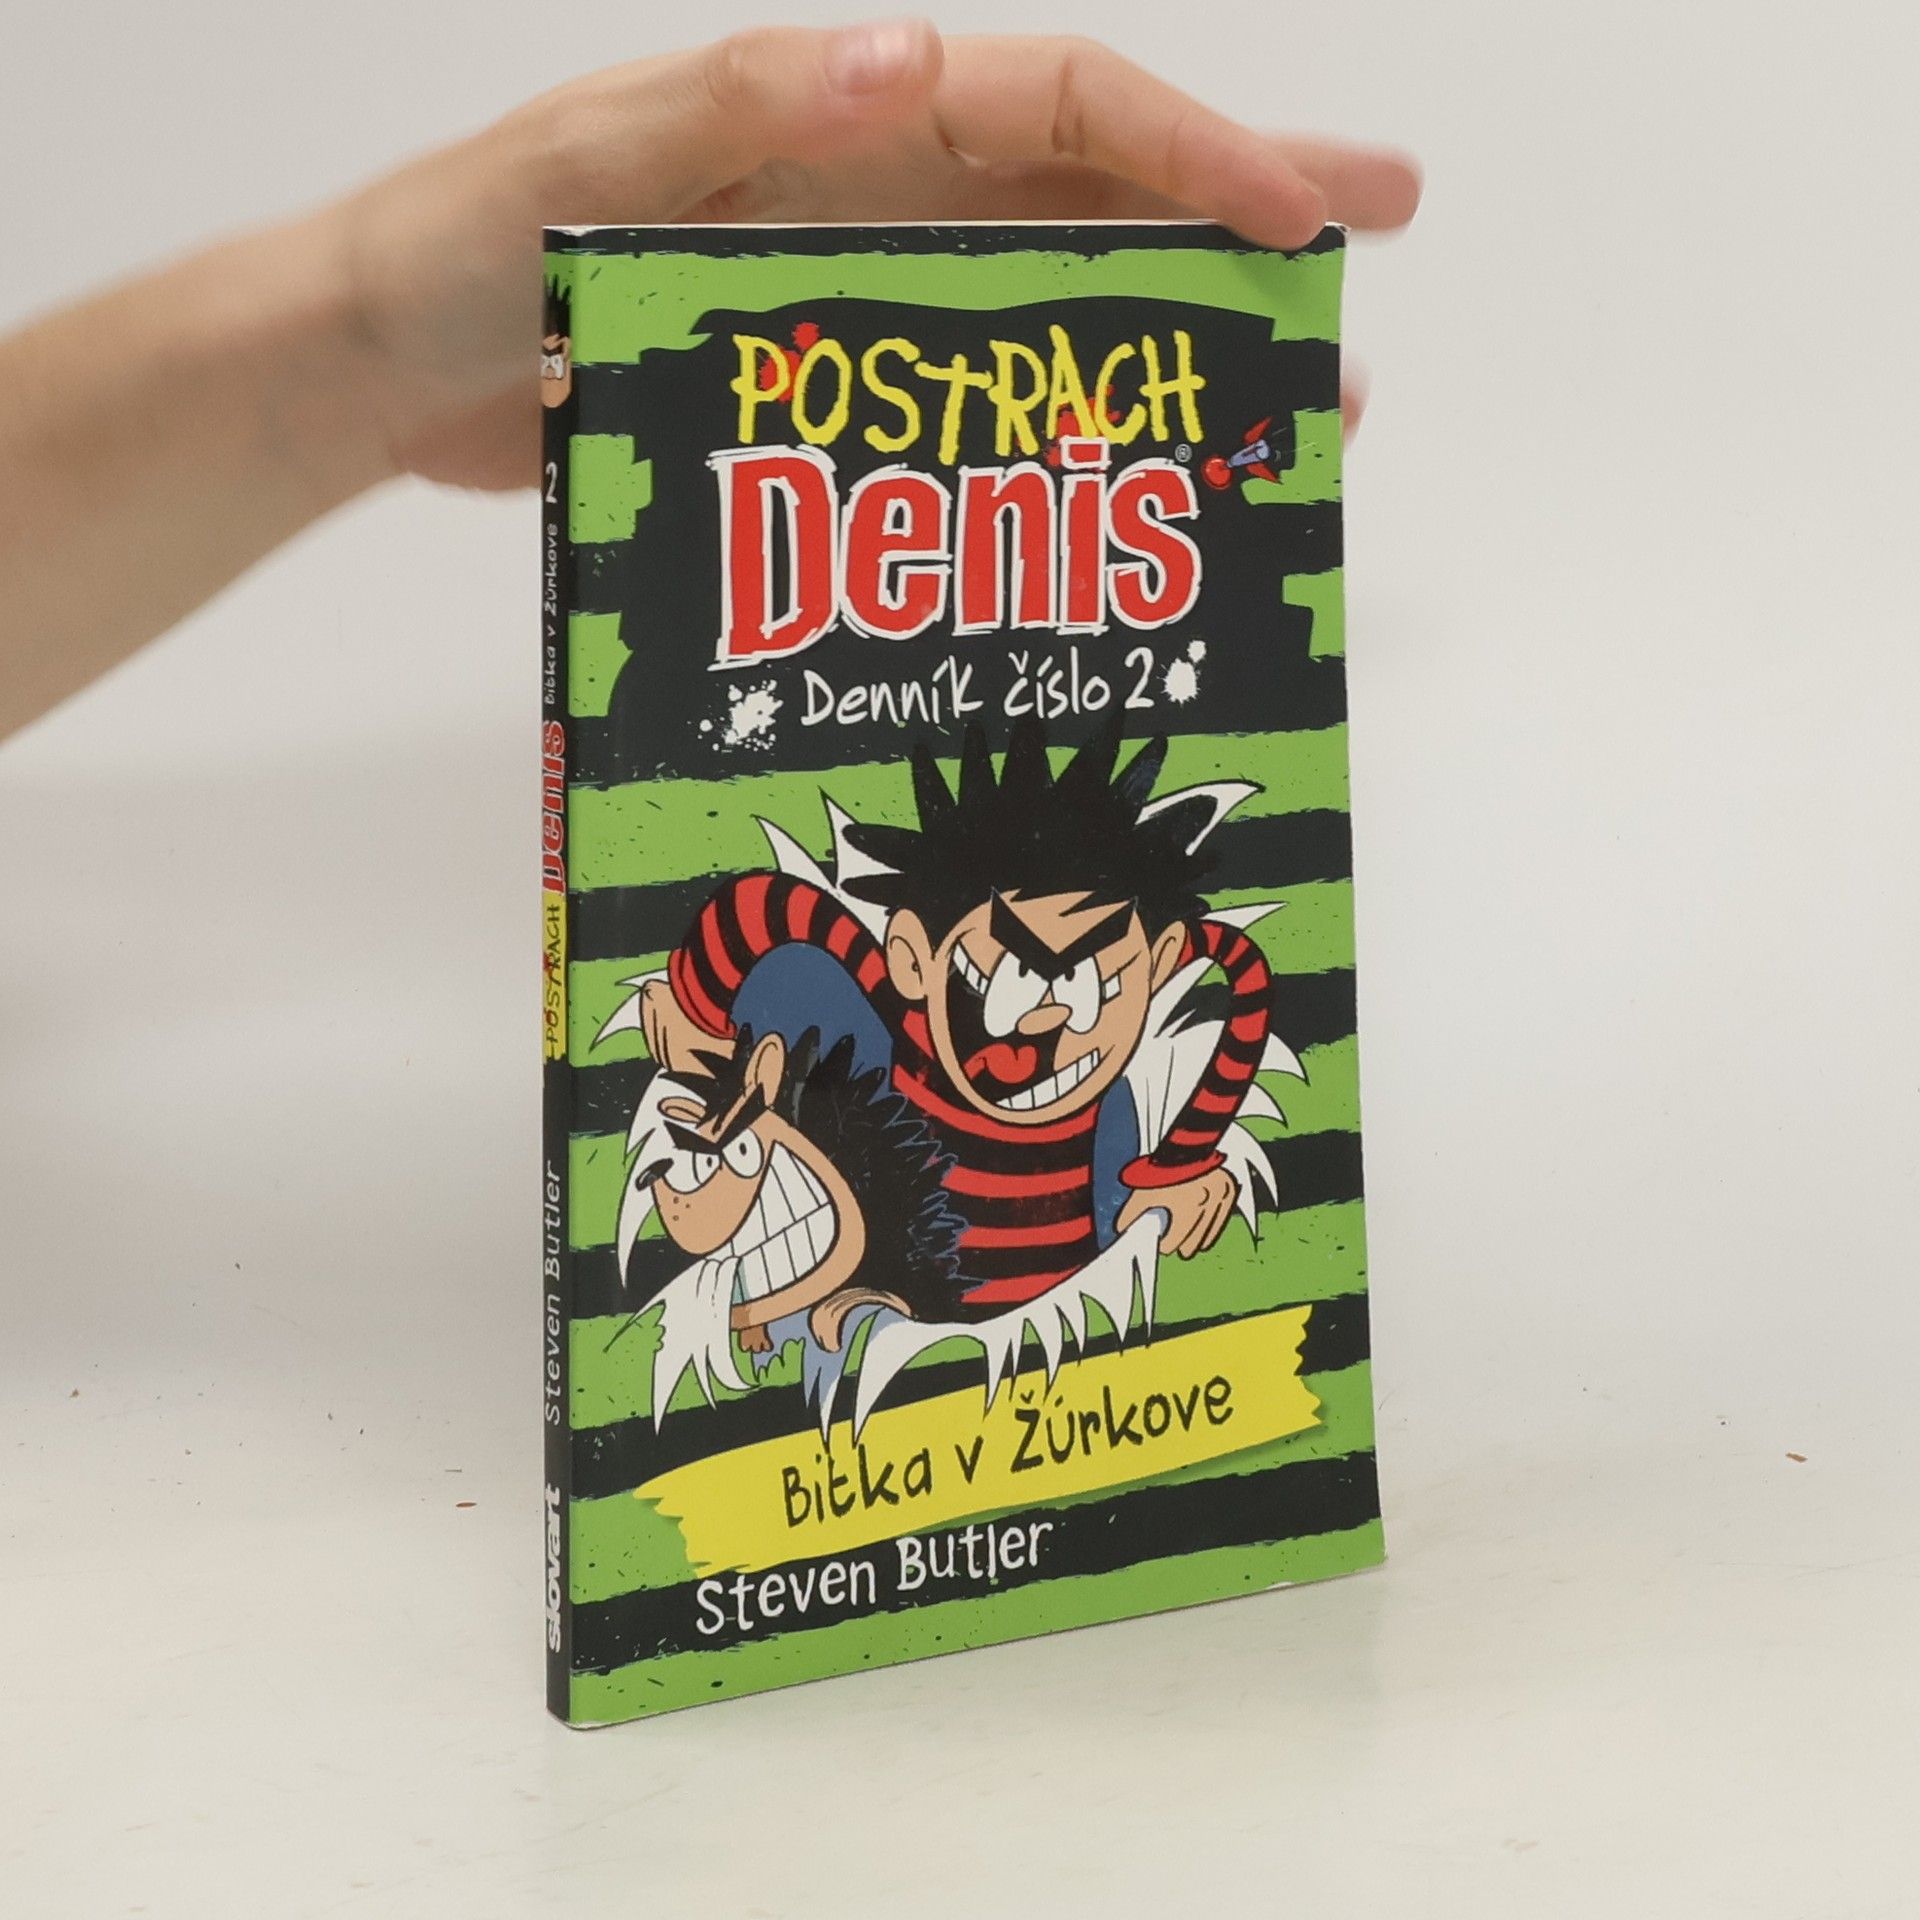 POSTRACH
Denis®
Denník číslo 2
Bitka v Žúrkove
Steven Butler
2
Bitka v Žúrkove
POSTRACH Denis
Steven Butler
slovart